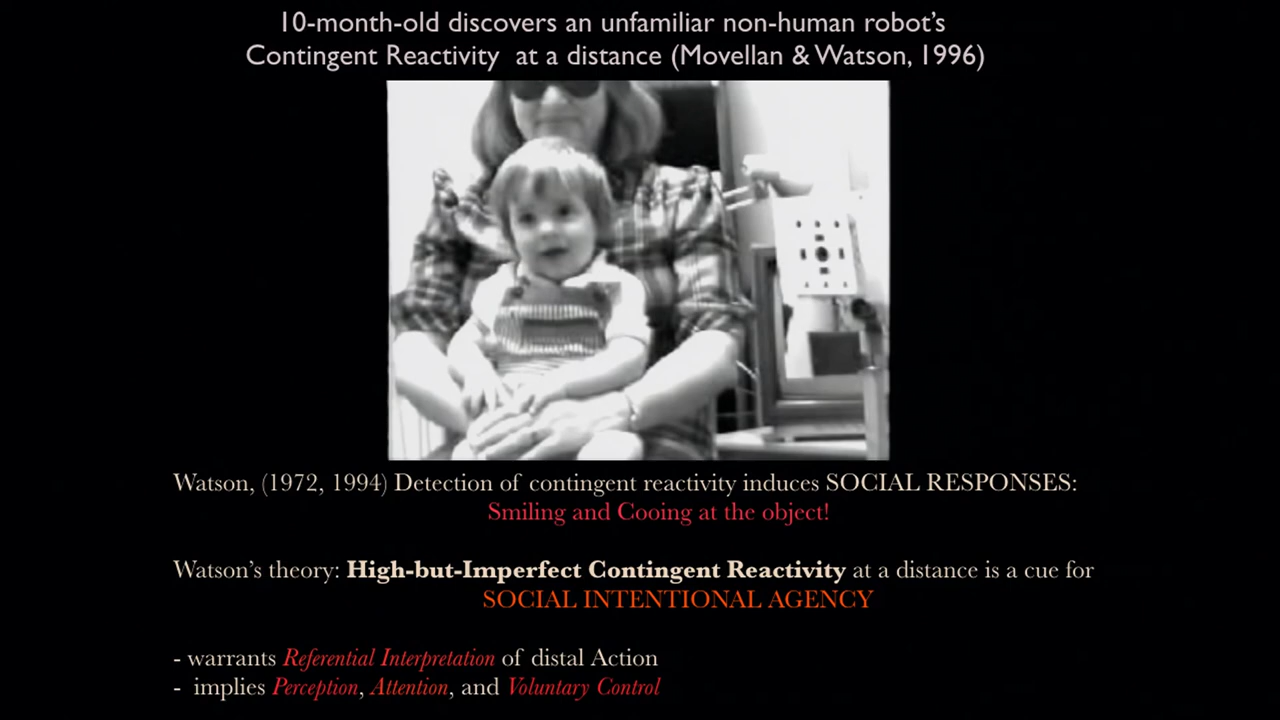 10-month-old discovers an unfamiliar non-human robot's
Contingent Reactivity at a distance (Movellan & Watson, 1996)
Watson, (1972, 1994) Detection of contingent reactivity induces SOCIAL RESPONSES:
Smiling and Cooing at the object!
Watson's theory: High-but-Imperfect Contingent Reactivity at a distance is a cue for
SOCIAL INTENTIONAL AGENCY
- warrants Referential Interpretation of distal Action
- implies Perception, Attention, and Voluntary Control